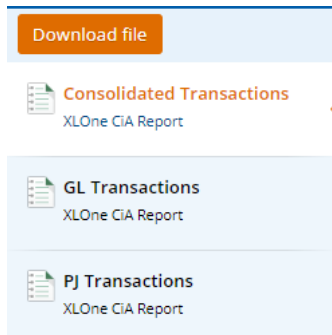 Download file
Consolidated Transactions
XLOne CiA Report
GL Transactions
XLOne CiA Report
PJ Transactions
XLOne CiA Report